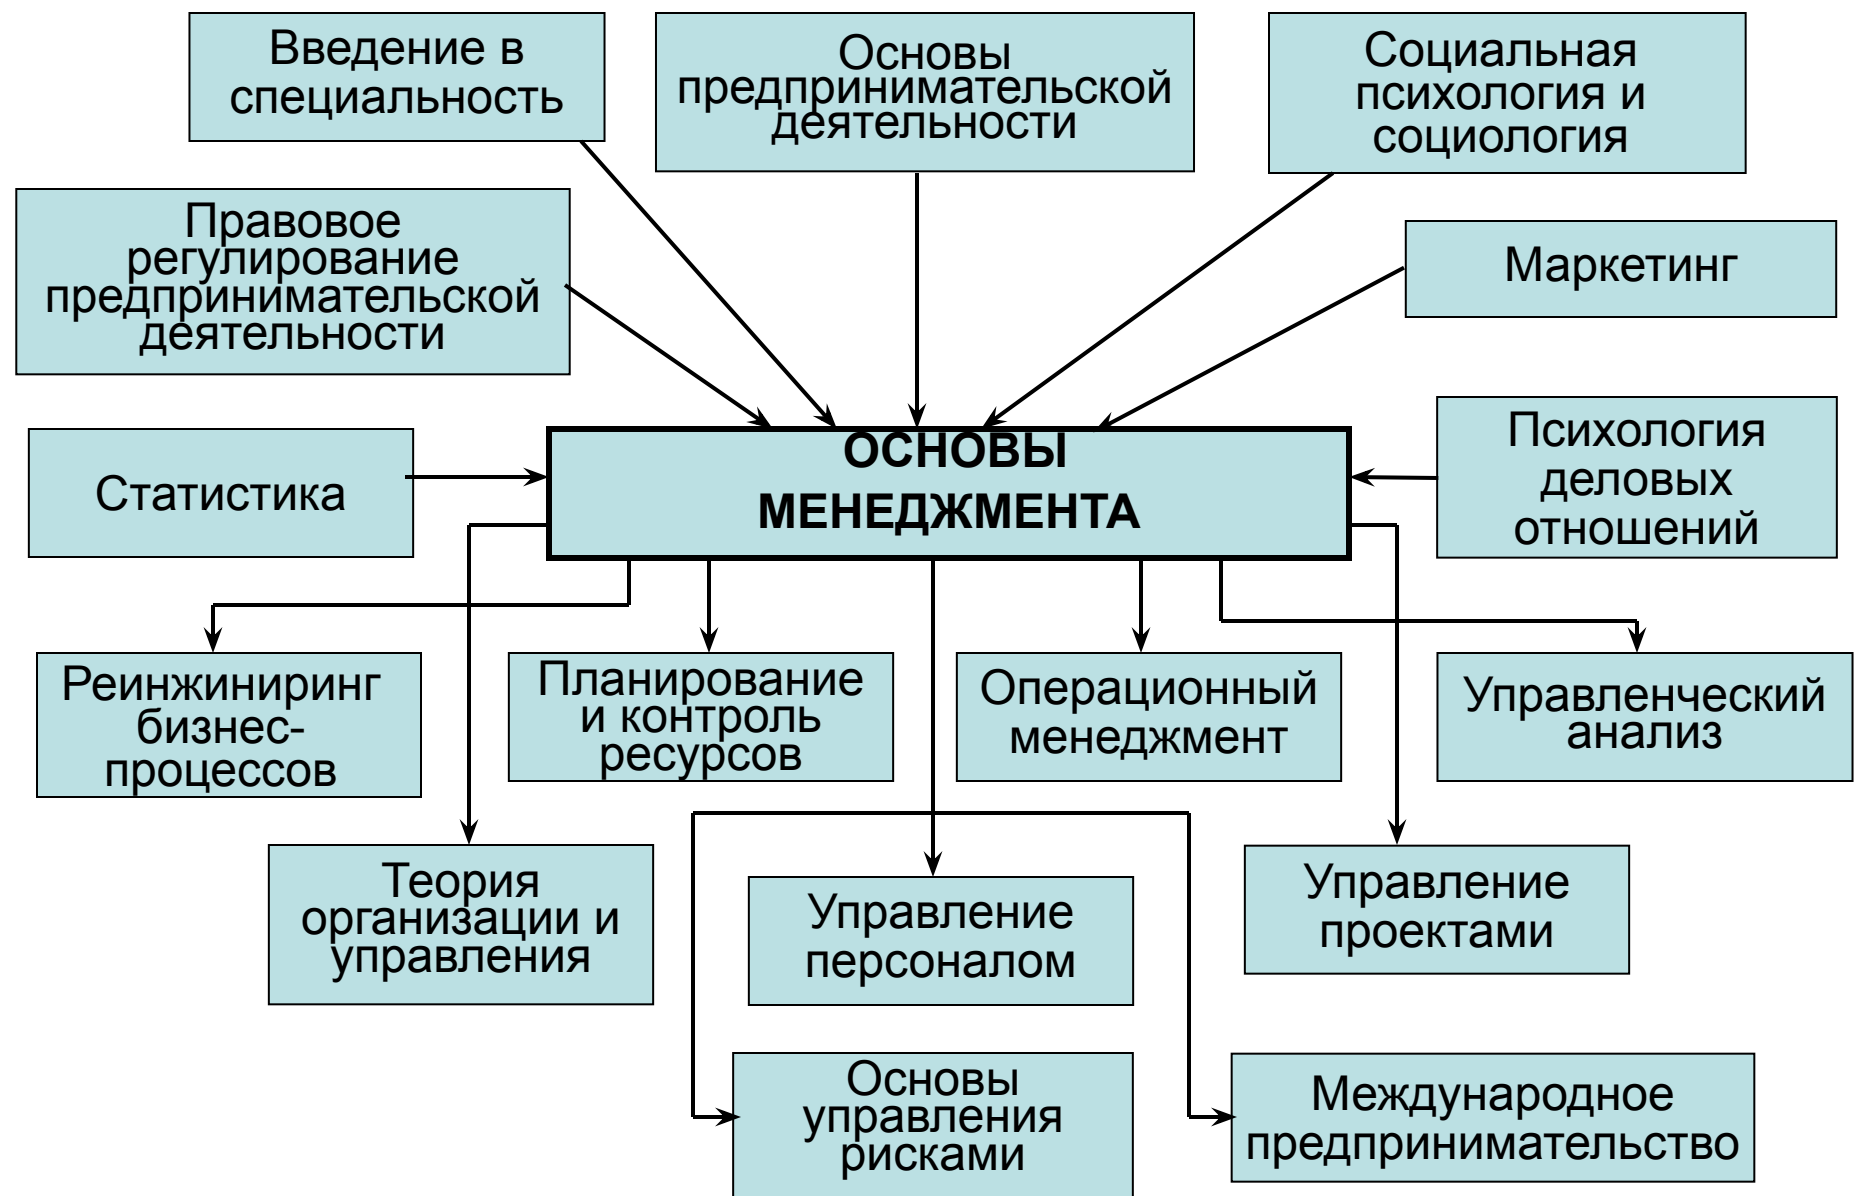 Введение в
специальность
Основы
предпринимательской
деятельности
Социальная
психология и
социология
Правовое
регулирование
предпринимательской
деятельности
Маркетинг
Статистика
ОСНОВЫ
МЕНЕДЖМЕНТА
Психология
деловых
отношений
Реинжиниринг
бизнес-
процессов
Планирование
и контроль
ресурсов
Операционный
менеджмент
Управленческий
анализ
Теория
организации и
управления
Управление
персоналом
Управление
проектами
Основы
управления
рисками
Международное
предпринимательство